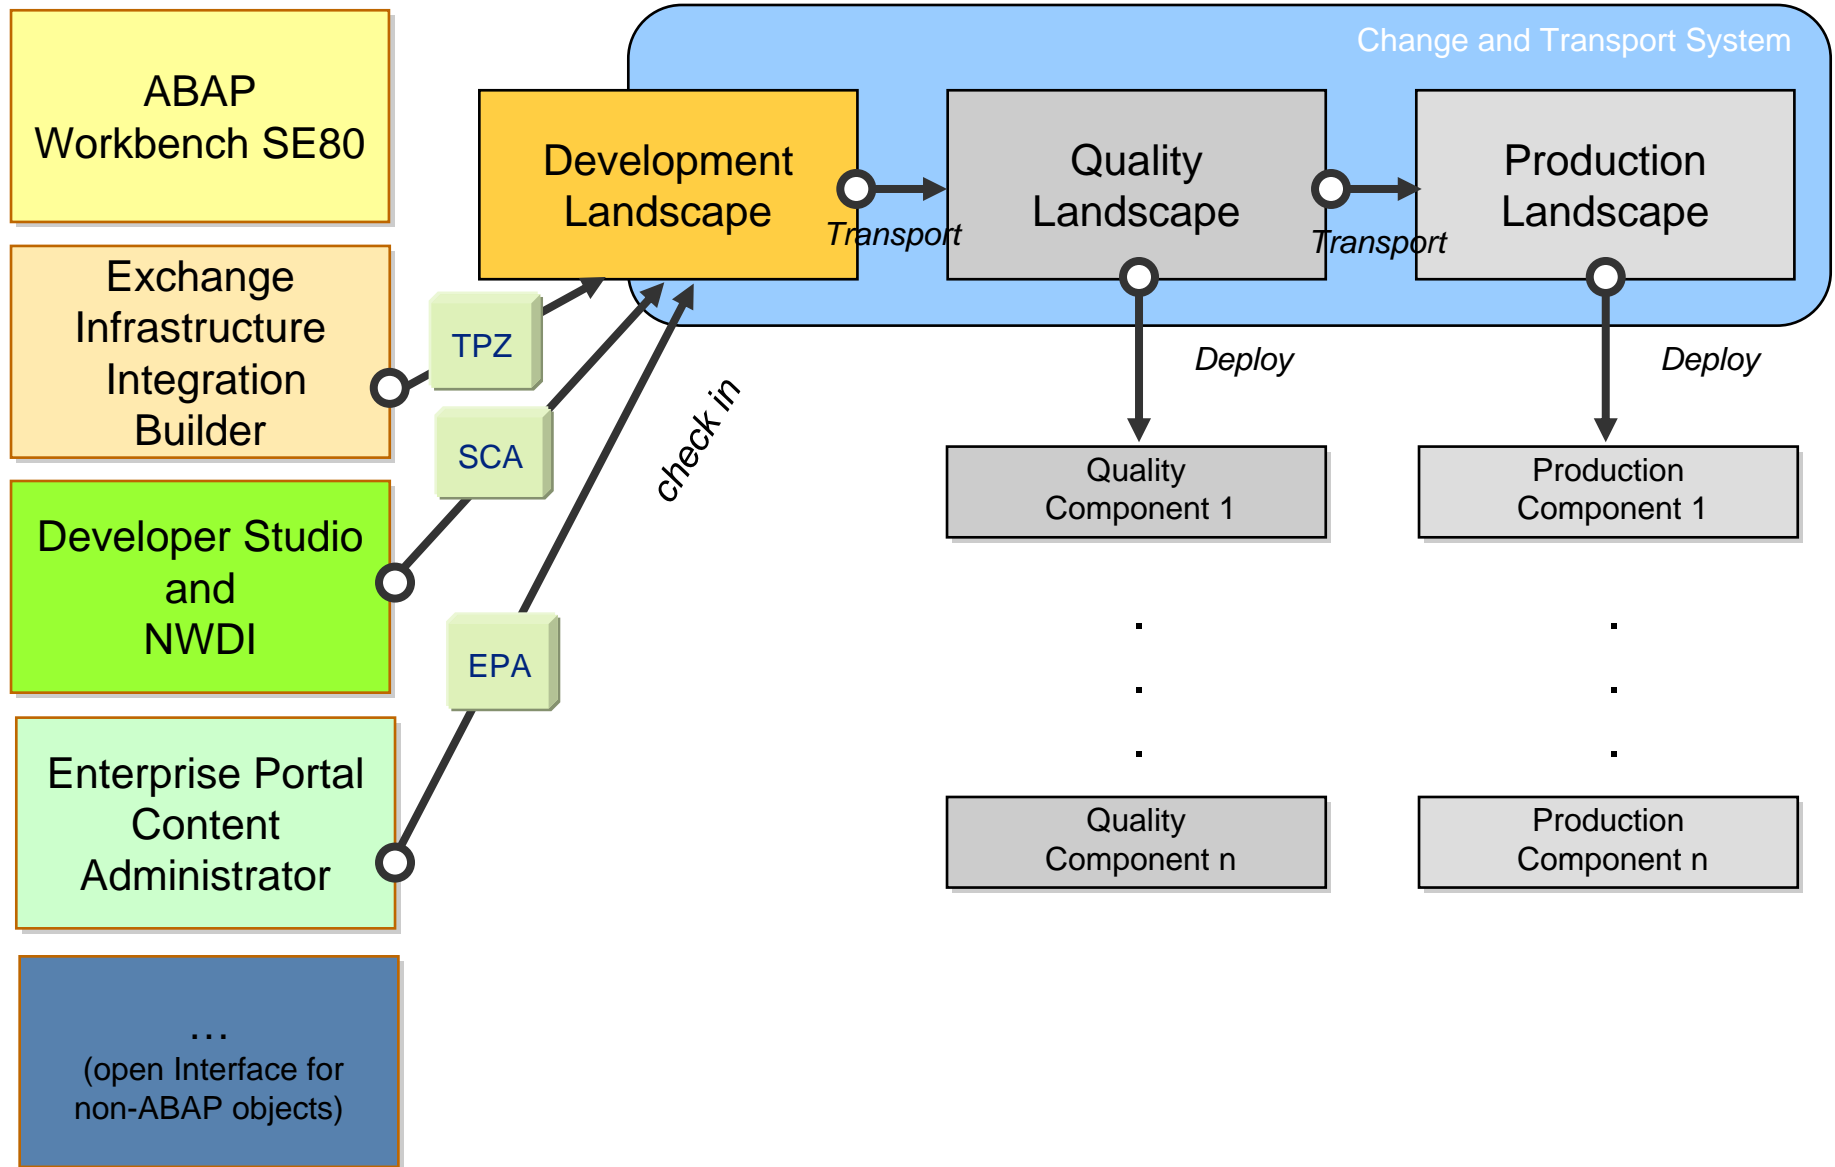 ABAP
Workbench SE80
Exchange
Infrastructure
Integration
Builder
Developer Studio
and
NWDI
Enterprise Portal
Content
Administrator
...
(open Interface for
non-ABAP objects)
TPZ
SCA
EPA
check in
Change and Transport System
Development
Landscape
Transport
Quality
Landscape
Transport
Production
Landscape
Deploy
Deploy
Quality
Component 1
Production
Component 1
.
.
.
.
.
.
Quality
Component n
Production
Component n